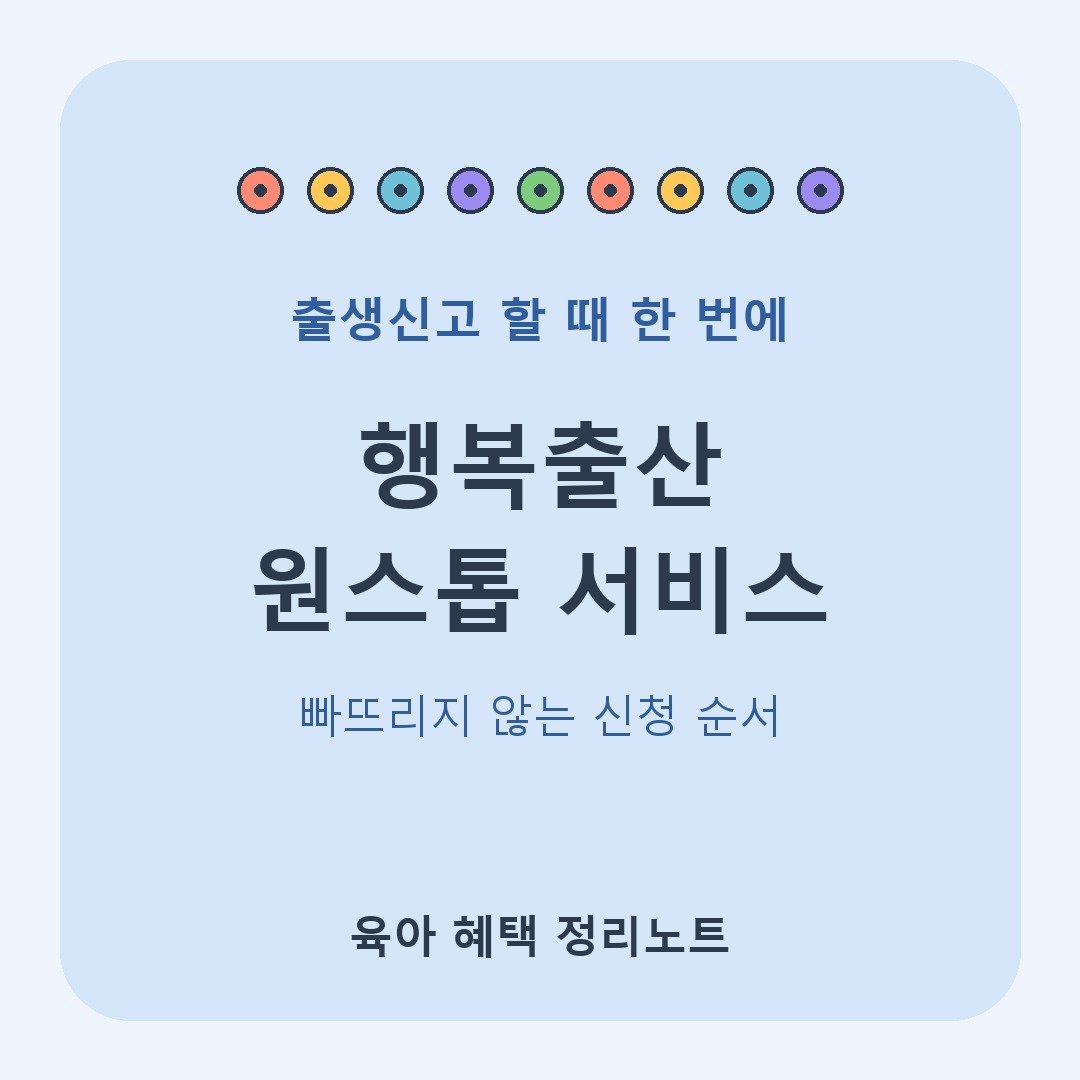 출생신고 할 때 한 번에
행복출산
원스톱 서비스
빠뜨리지 않는 신청 순서
육아 혜택 정리노트